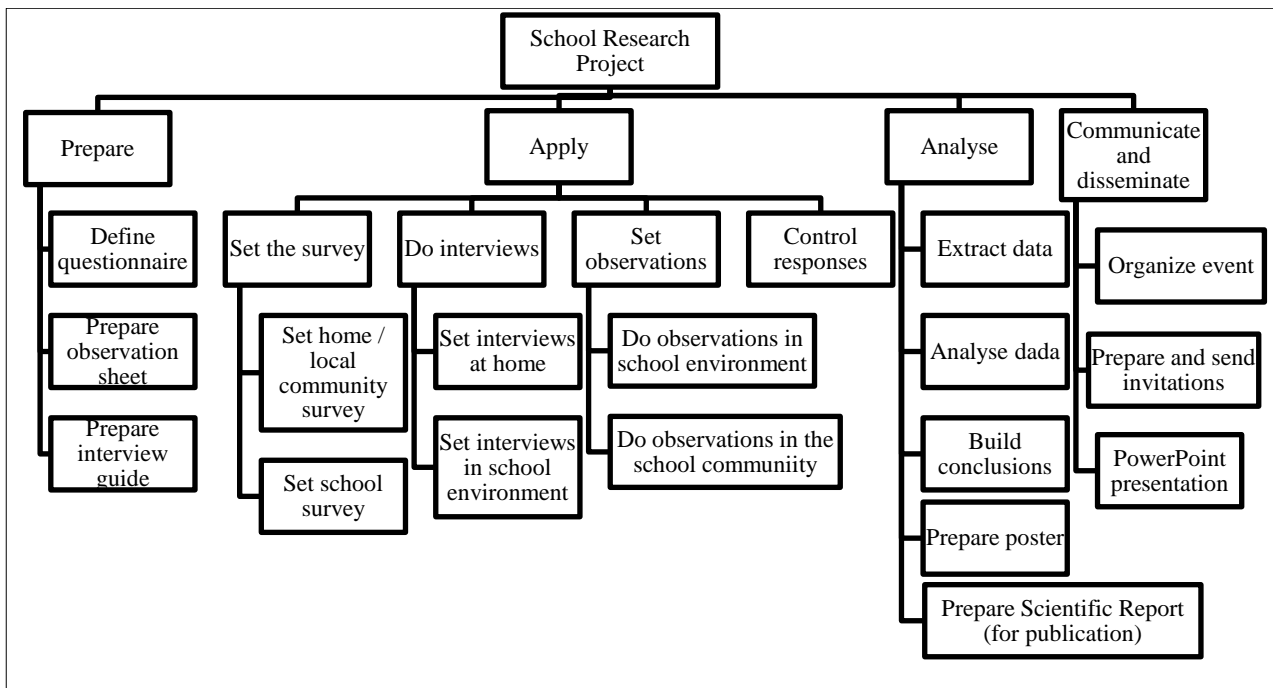 School Research
Project
Prepare
Apply
Analyse
Communicate
and
disseminate
Define
questionnaire
Prepare
observation
sheet
Prepare
interview
guide
Set the survey
Set home /
local
community
survey
Set school
survey
Do interviews
Set interviews
at home
Set interviews
in school
environment
Set
observations
Do observations in
school environment
Do observations in the
school communiity
Control
responses
Extract data
Analyse dada
Build
conclusions
Prepare poster
Prepare Scientific Report
(for publication)
Organize event
Prepare and send
invitations
PowerPoint
presentation